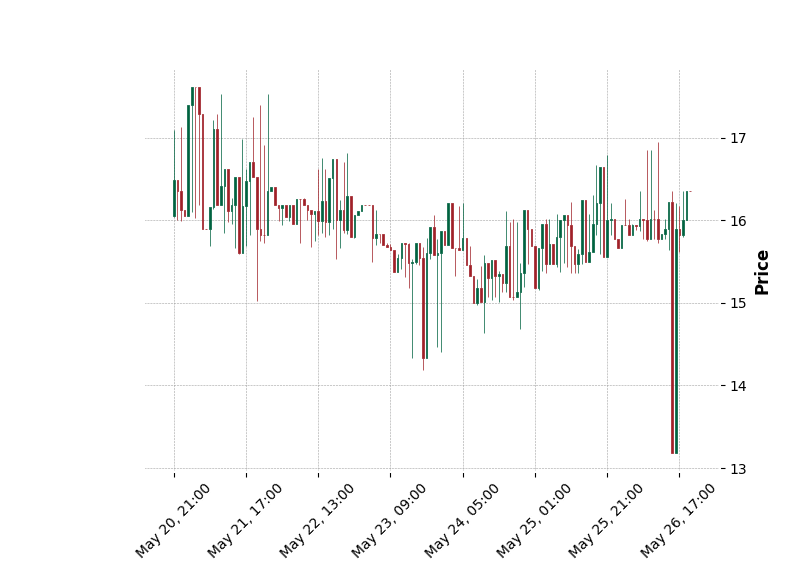 17
16
15
14
13
Price
May 20, 21:00
May 21, 17:00
May 22, 13:00
May 23, 09:00
May 24, 05:00
May 25, 01:00
May 25, 21:00
May 26, 17:00